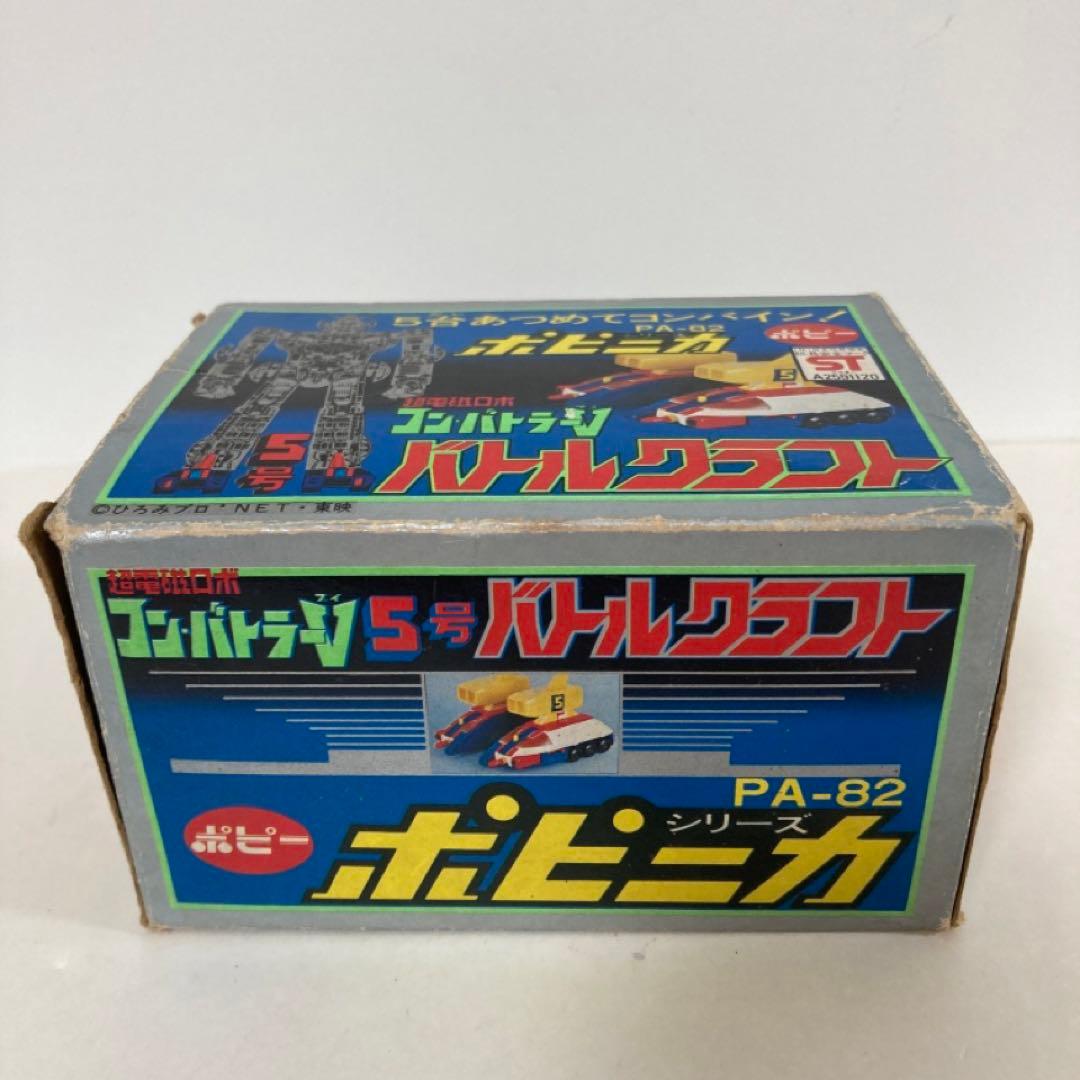 5台あつめてコンバイン!
PA-82
ポピニカ
ポピー
ST
A2591120
5
超電磁ロボ
コン・バトラーV
5号
バトルクラフト
©ひろみプロ・NET・東映
超電磁ロボ
コン・バトラーV
ブイ
5号
バトルクラフト
5
PA-82
ポピー
ポピニカ
シリーズ